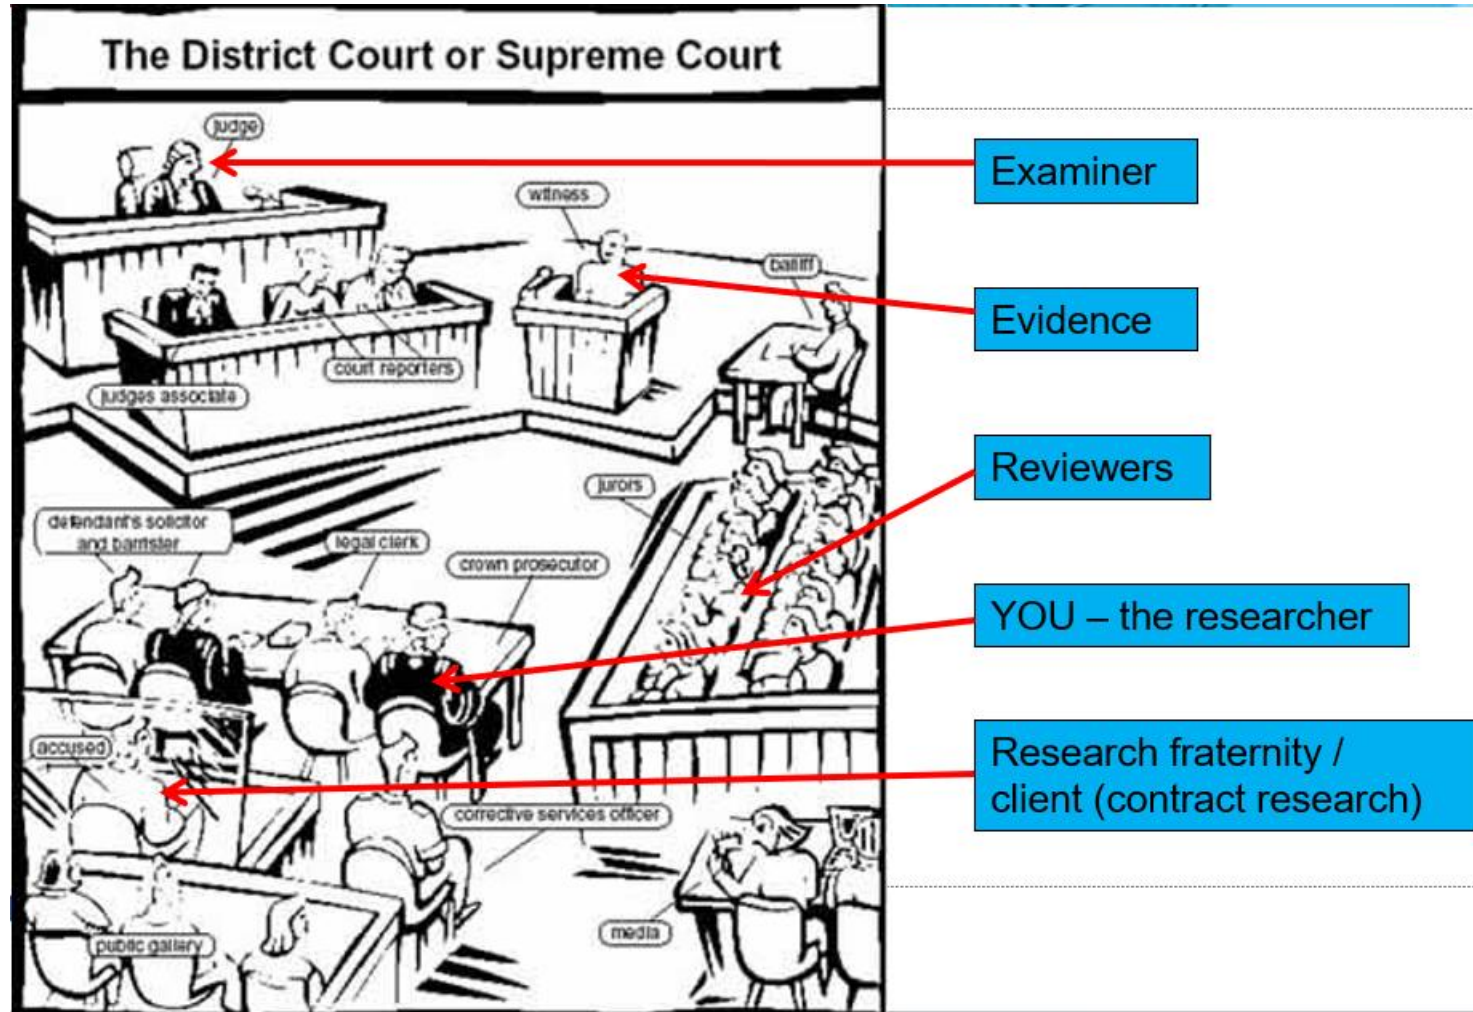 The District Court or Supreme Court
judge
Examiner
witness
bailiff
Evidence
court reporters
judges associate
Reviewers
jurors
defendant's solicitor
and barrister
legal clerk
crown prosecutor
YOU – the researcher
accused
Research fraternity /
client (contract research)
corrective services officer
media
public gallery